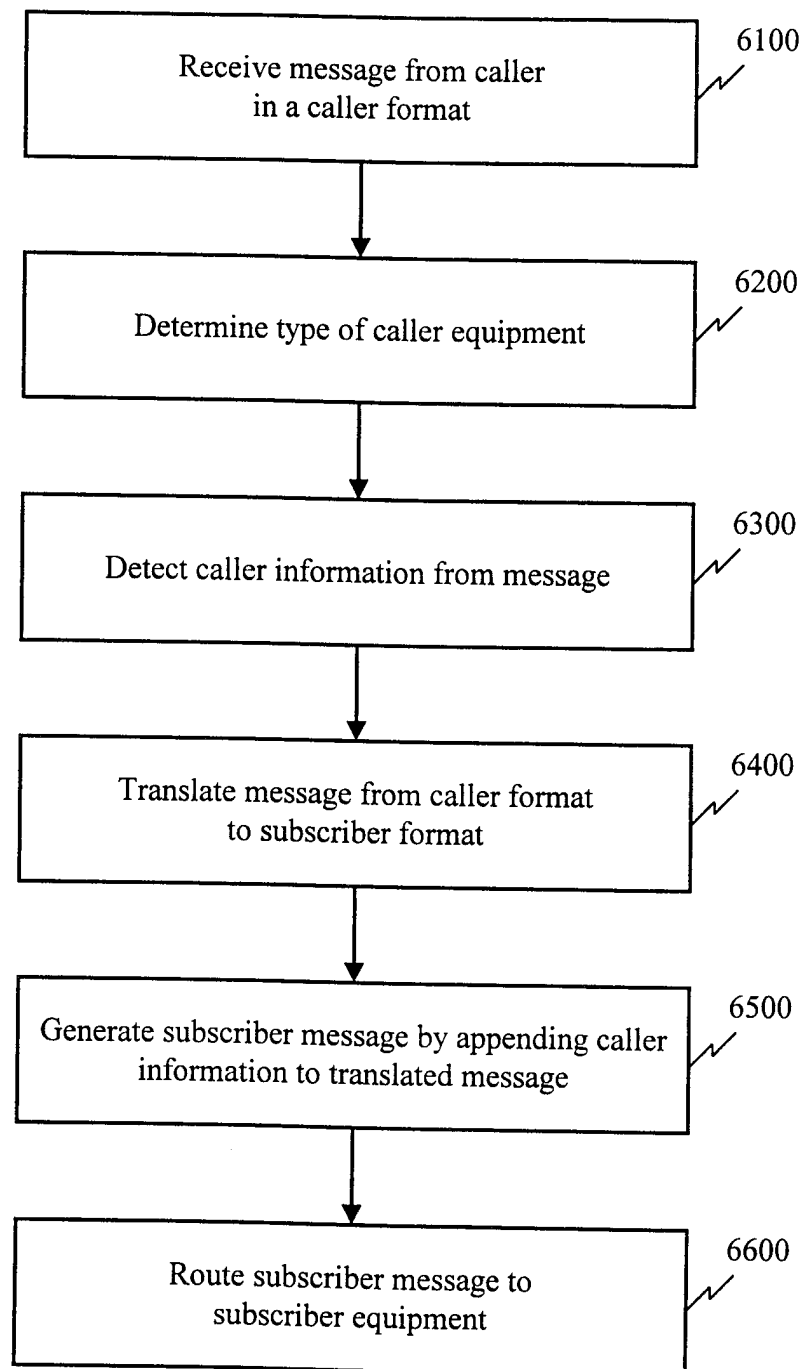 6100
Receive message from caller
in a caller format
6200
Determine type of caller equipment
6300
Detect caller information from message
6400
Translate message from caller format
to subscriber format
6500
Generate subscriber message by appending caller
information to translated message
6600
Route subscriber message to
subscriber equipment